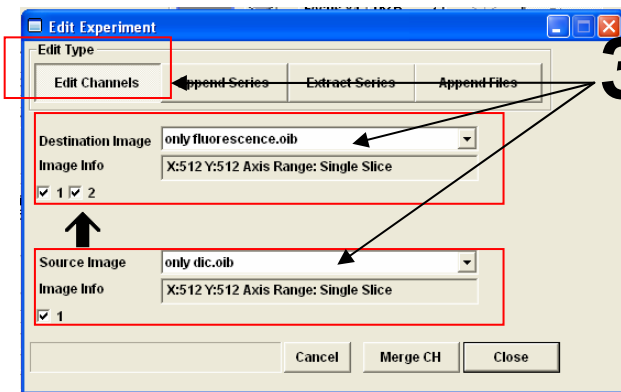 Edit Experiment
Edit Type
Edit Channels Append Series Extract Series Append Files
3
Destination Image only fluorescence.oib
Image Info X:512 Y:512 Axis Range: Single Slice
1 2
Source Image only dic.oib
Image Info X:512 Y:512 Axis Range: Single Slice
1
Cancel Merge CH Close